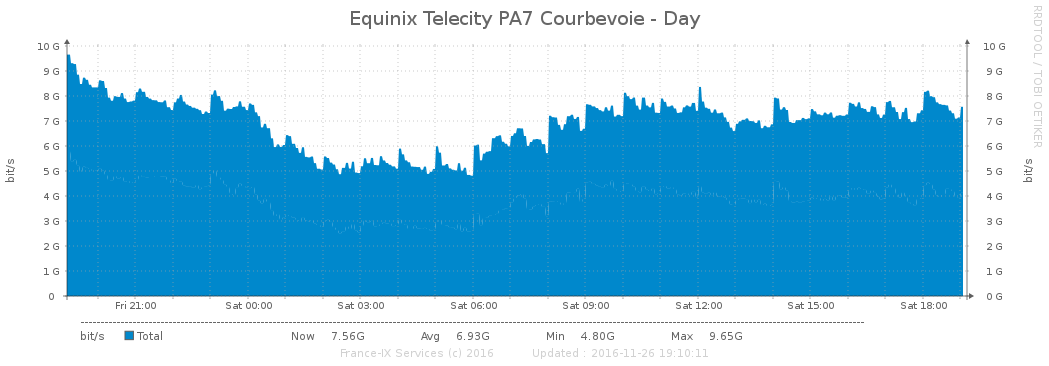 Equinix Telecity PA7 Courbevoie - Day
RRDTOOL / TOBI OETIKER
bit/s
10 G 10 G
9 G 9 G
8 G 8 G
7 G 7 G
6 G 6 G
5 G 5 G
4 G 4 G
3 G 3 G
2 G 2 G
1 G 1 G
0 0 G
bit/s
Fri 21:00 Sat 00:00 Sat 03:00 Sat 06:00 Sat 09:00 Sat 12:00 Sat 15:00 Sat 18:00
bit/s Total Now 7.56G Avg 6.93G Min 4.80G Max 9.65G
France-IX Services (c) 2016 Updated : 2016-11-26 19:10:11